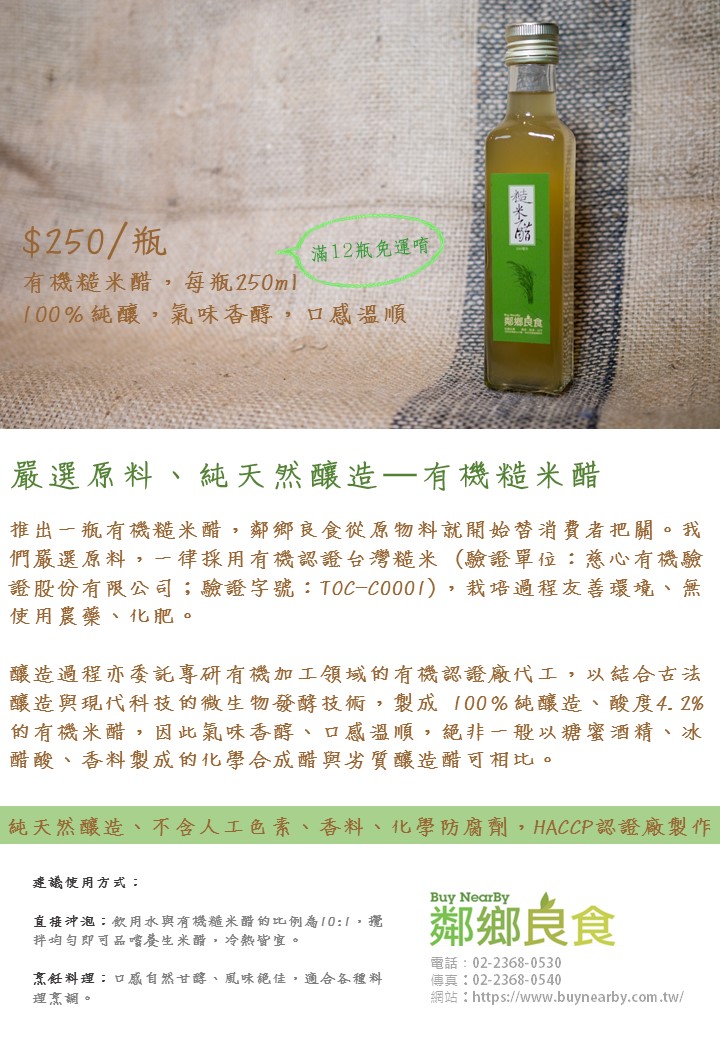 $250/瓶
滿12瓶免運唷
有機糙米醋，每瓶250ml
100%純釀，氣味香醇，口感溫順
糙米醋
Buy NearBy
鄰鄉良食
嚴選原料、純天然釀造—有機糙米醋
推出一瓶有機糙米醋，鄰鄉良食從原物料就開始替消費者把關。我
們嚴選原料，一律採用有機認證台灣糙米 (驗證單位：慈心有機驗
證股份有限公司；驗證字號：TOC-C0001)，栽培過程友善環境、無
使用農藥、化肥。
釀造過程亦委託專研有機加工領域的有機認證廠代工，以結合古法
釀造與現代科技的微生物發酵技術，製成 100%純釀造、酸度4.2%
的有機米醋，因此氣味香醇、口感溫順，絕非一般以糖蜜酒精、冰
醋酸、香料製成的化學合成醋與劣質釀造醋可相比。
純天然釀造、不含人工色素、香料、化學防腐劑，HACCP認證廠製作
建議使用方式：
直接沖泡：飲用水與有機糙米醋的比例為10:1，攪
拌均勻即可品嚐養生米醋，冷熱皆宜。
烹飪料理：口感自然甘醇、風味絕佳，適合各種料
理烹調。
Buy NearBy
鄰鄉良食
電話：02-2368-0530
傳真：02-2368-0540
網站：https://www.buynearby.com.tw/